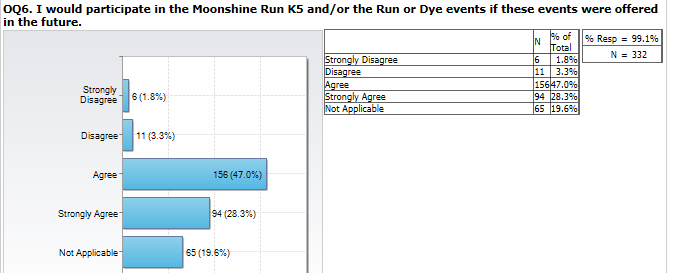 OQ6. I would participate in the Moonshine Run K5 and/or the Run or Dye events if these events were offered
in the future.
N % of Total
Strongly Disagree 6 1.8%
Disagree 11 3.3%
Agree 156 47.0%
Strongly Agree 94 28.3%
Not Applicable 65 19.6%
% Resp = 99.1%
N = 332
Strongly
Disagree 6 (1.8%)
Disagree 11 (3.3%)
Agree 156 (47.0%)
Strongly Agree 94 (28.3%)
Not Applicable 65 (19.6%)